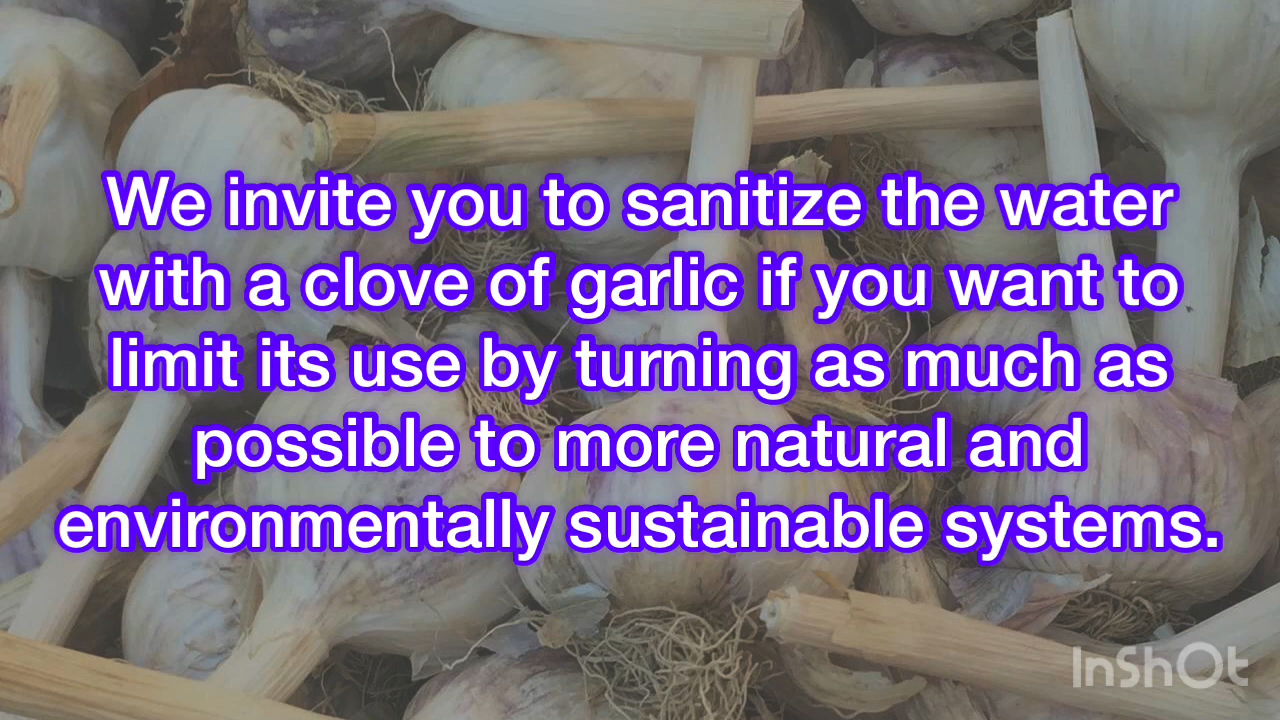 We invite you to sanitize the water
with a clove of garlic if you want to
limit its use by turning as much as
possible to more natural and
environmentally sustainable systems.
InShOt